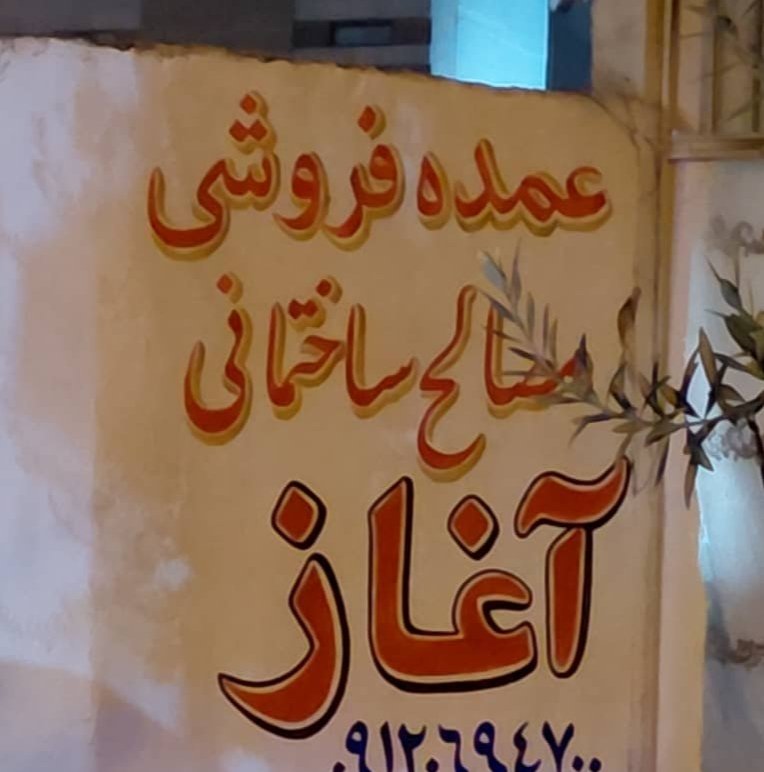 عمده فروشی
مصالح ساختمانی
آغاز
۰۹۱۲۰۶۹۴۷۰۰